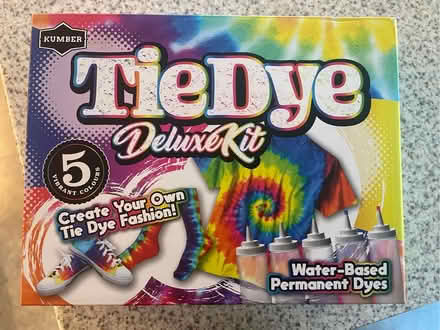 KUMBER
TieDye
DeluxeKit
5
VIBRANT COLOURS
Create Your Own
Tie Dye Fashion!
Water-Based
Permanent Dyes